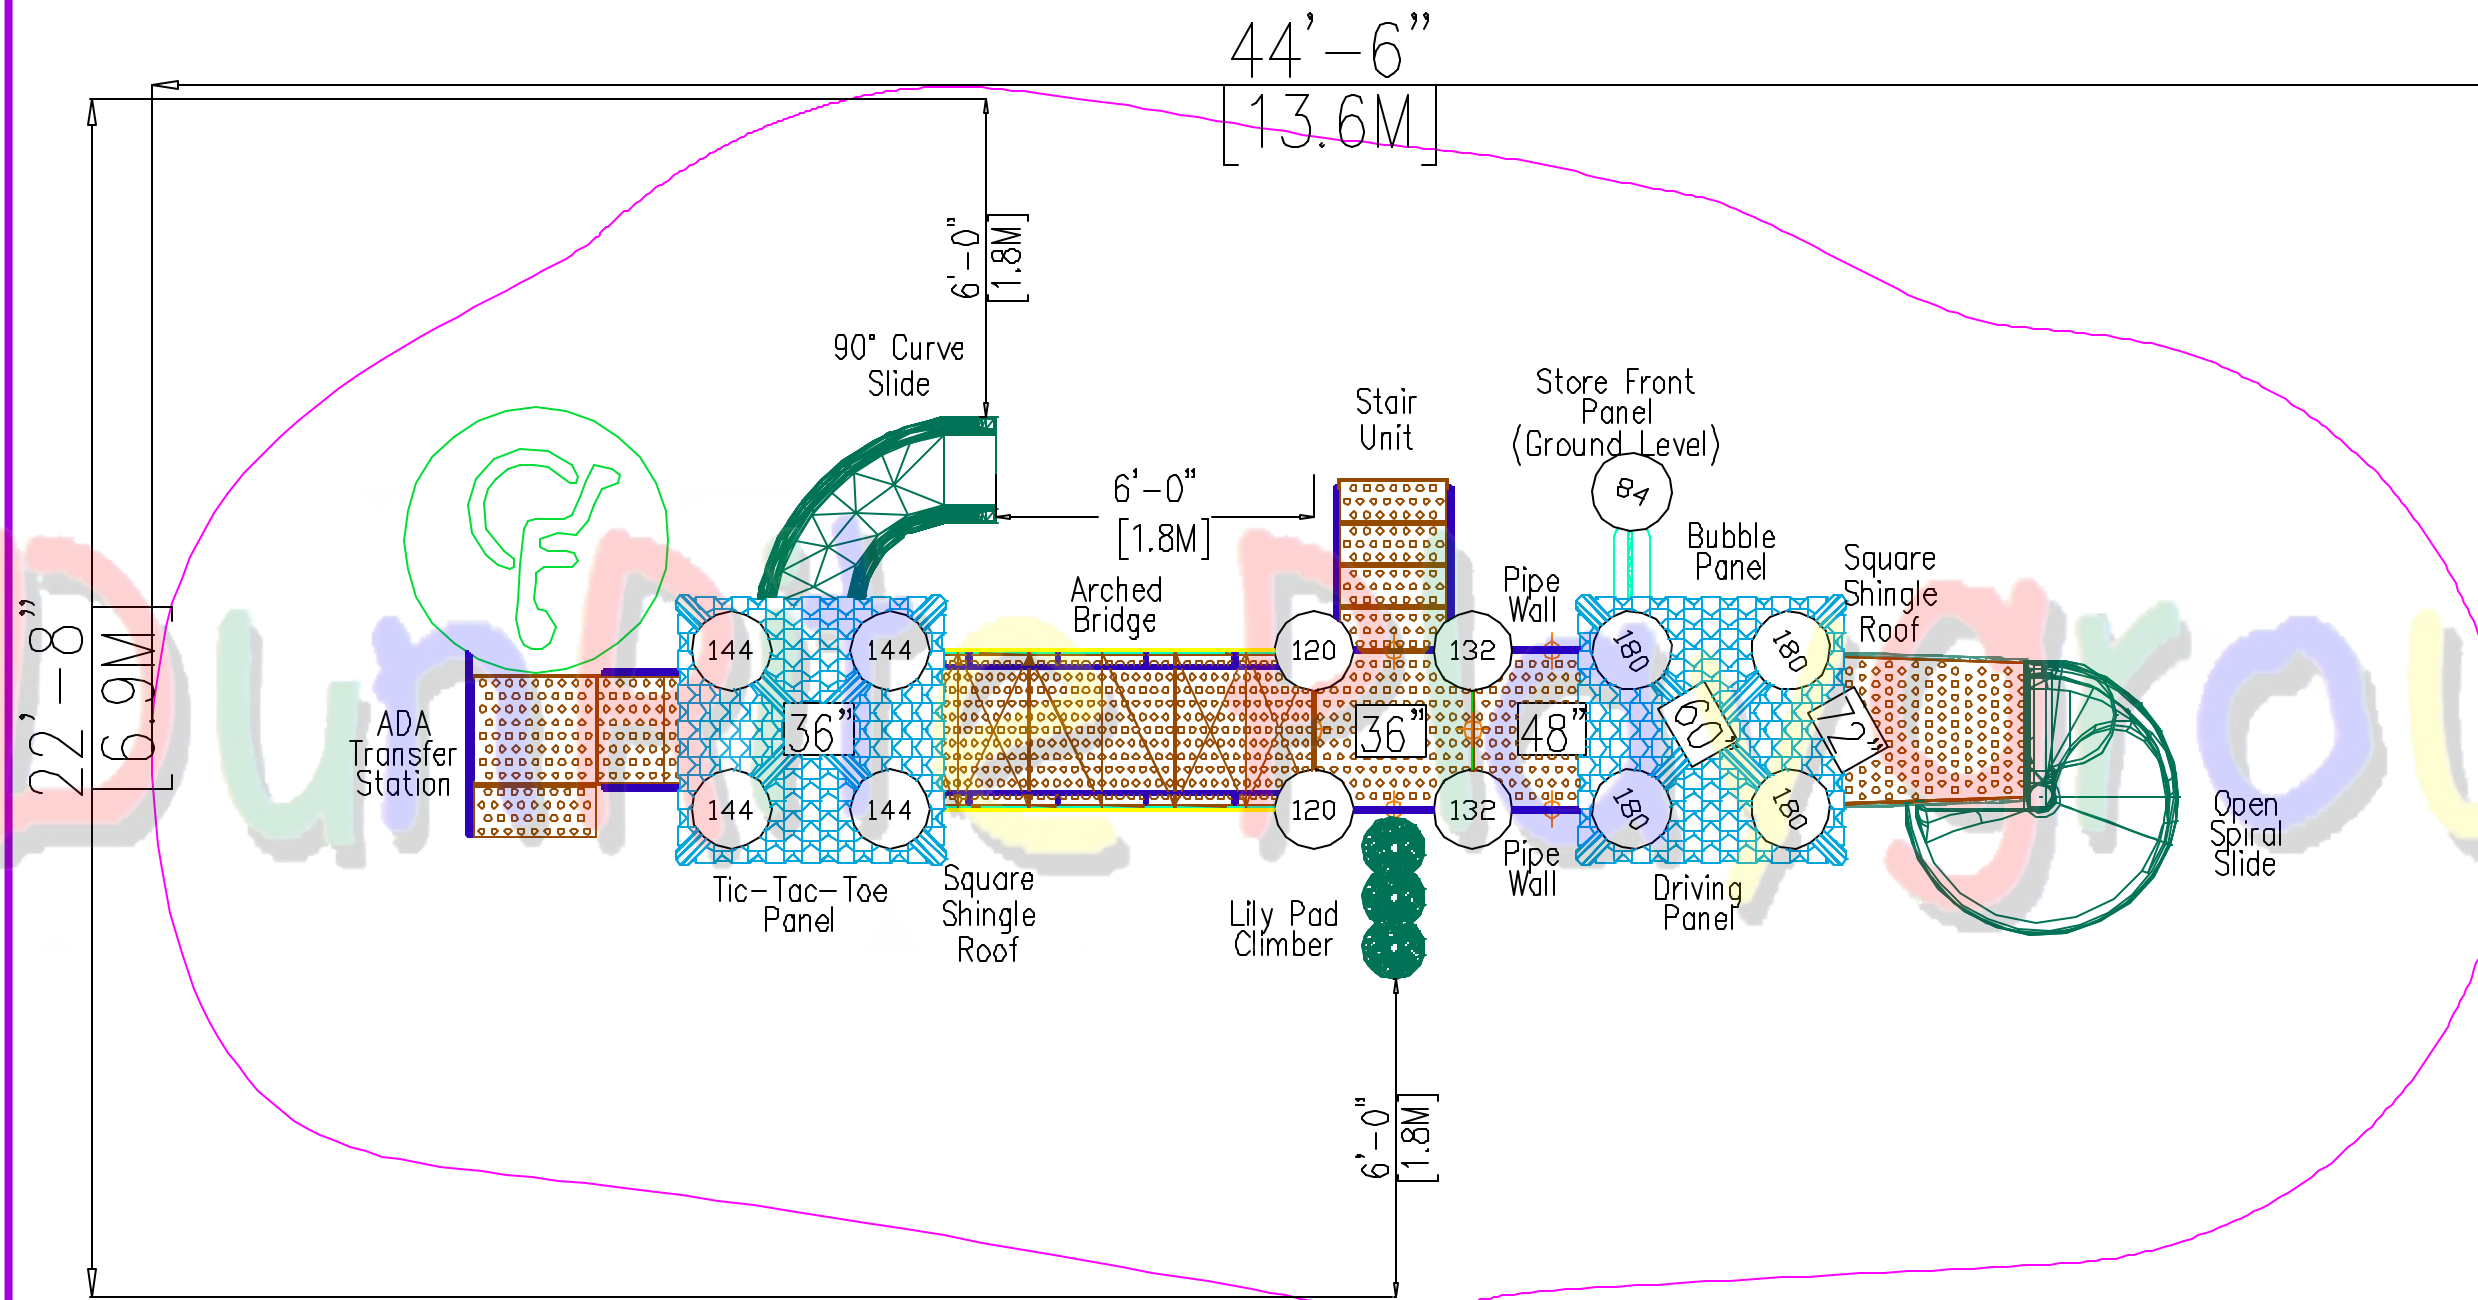 44'-6"
[13.6M]
6'-0"
[1.8M]
90° Curve
Slide
Stair
Unit
Store Front
Panel
(Ground Level)
84
6'-0"
[1.8M]
Bubble
Panel
Square
Shingle
Roof
Arched
Bridge
Pipe
Wall
22'-8"
6.9M]
144
144
120
132
180
180
ADA
Transfer
Station
36"
36"
48"
60"
72"
144
144
120
132
180
180
Open
Spiral
Slide
Tic-Tac-Toe
Panel
Square
Shingle
Roof
Lily Pad
Climber
Pipe
Wall
Driving
Panel
6'-0"
[1.8M]